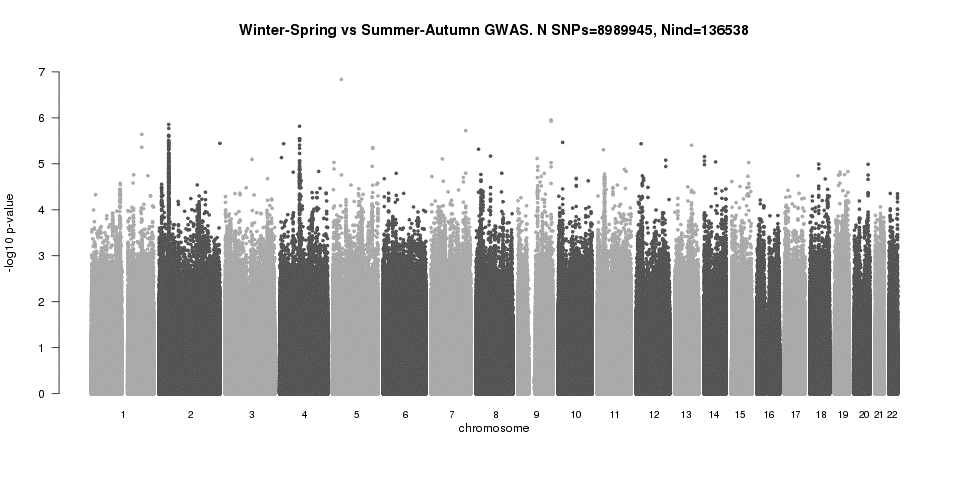 Winter-Spring vs Summer-Autumn GWAS. N SNPs=8989945, Nind=136538
7
6
5
4
3
2
1
0
-log10 p-value
1 2 3 4 5 6 7 8 9 10 11 12 13 14 15 16 17 18 19 20 21 22
chromosome